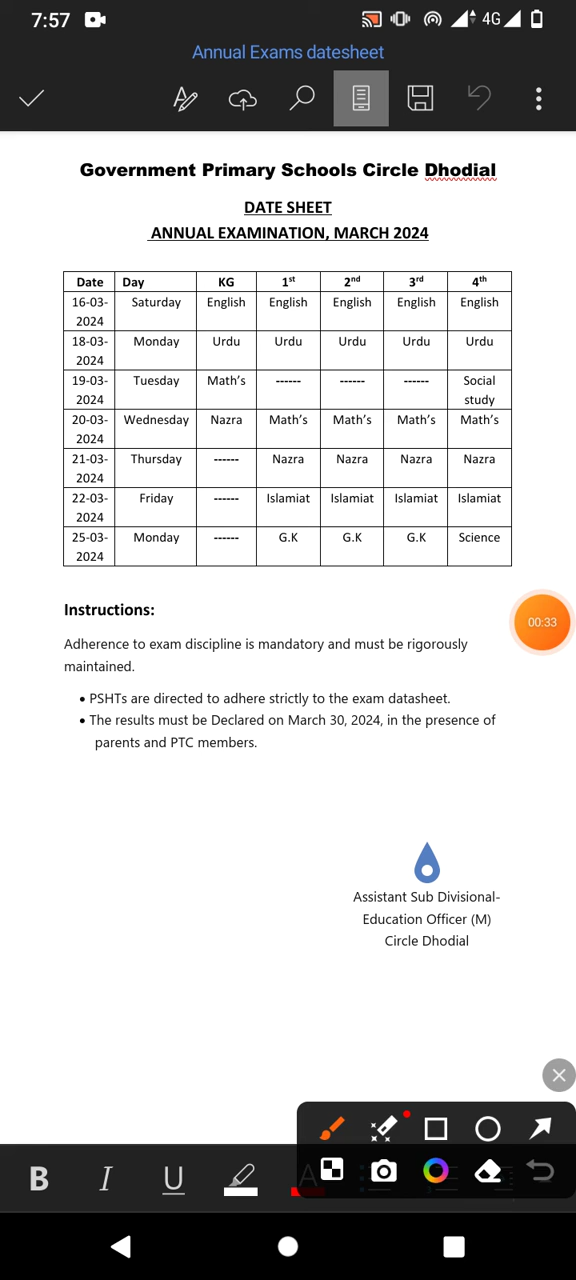 7:57 4G
Annual Exams datesheet
Government Primary Schools Circle Dhodial
DATE SHEET
ANNUAL EXAMINATION, MARCH 2024
Date Day KG 1st 2nd 3rd 4th
16-03- Saturday English English English English English
2024
18-03- Monday Urdu Urdu Urdu Urdu Urdu
2024
19-03- Tuesday Math’s ------ ------ ------ Social
2024 study
20-03- Wednesday Nazra Math’s Math’s Math’s Math’s
2024
21-03- Thursday ------ Nazra Nazra Nazra Nazra
2024
22-03- Friday ------ Islamiat Islamiat Islamiat Islamiat
2024
25-03- Monday ------ G.K G.K G.K Science
2024
Instructions:
00:33
Adherence to exam discipline is mandatory and must be rigorously
maintained.
• PSHTs are directed to adhere strictly to the exam datasheet.
• The results must be Declared on March 30, 2024, in the presence of
parents and PTC members.
Assistant Sub Divisional-
Education Officer (M)
Circle Dhodial
B I U A